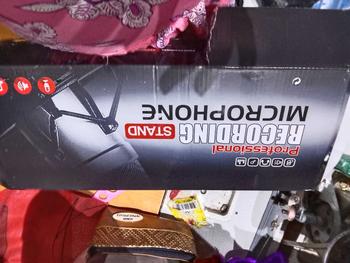 Professional
RECORDING
STAND
MICROPHONE